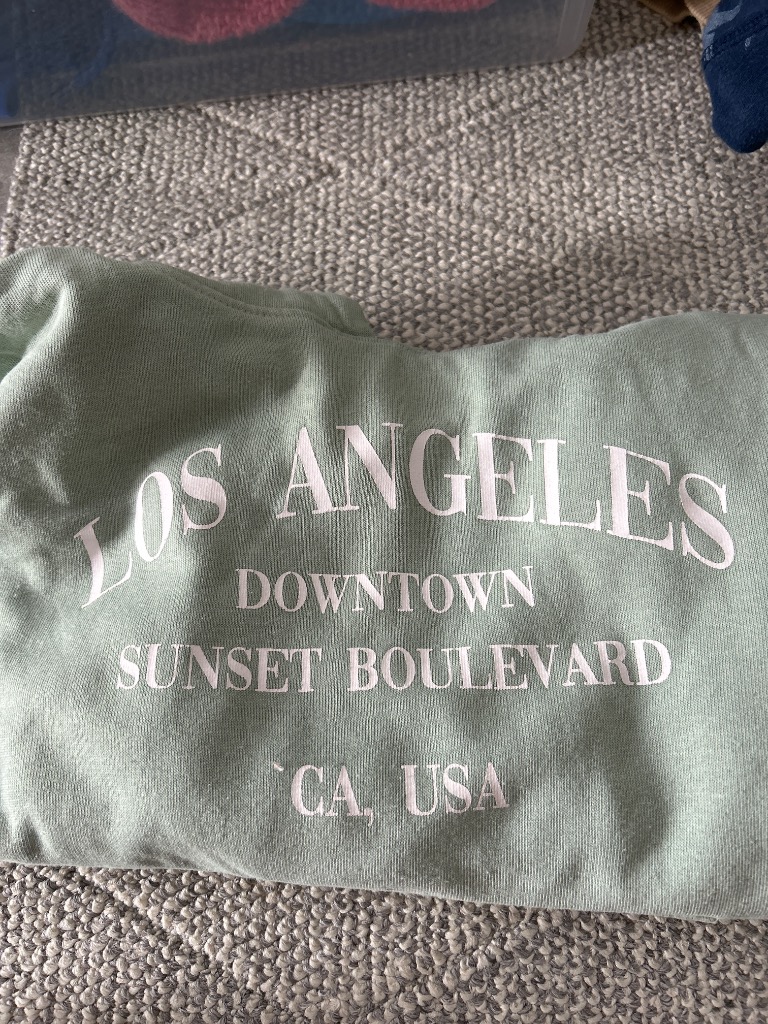 LOS ANGELES
DOWNTOWN
SUNSET BOULEVARD
`CA, USA